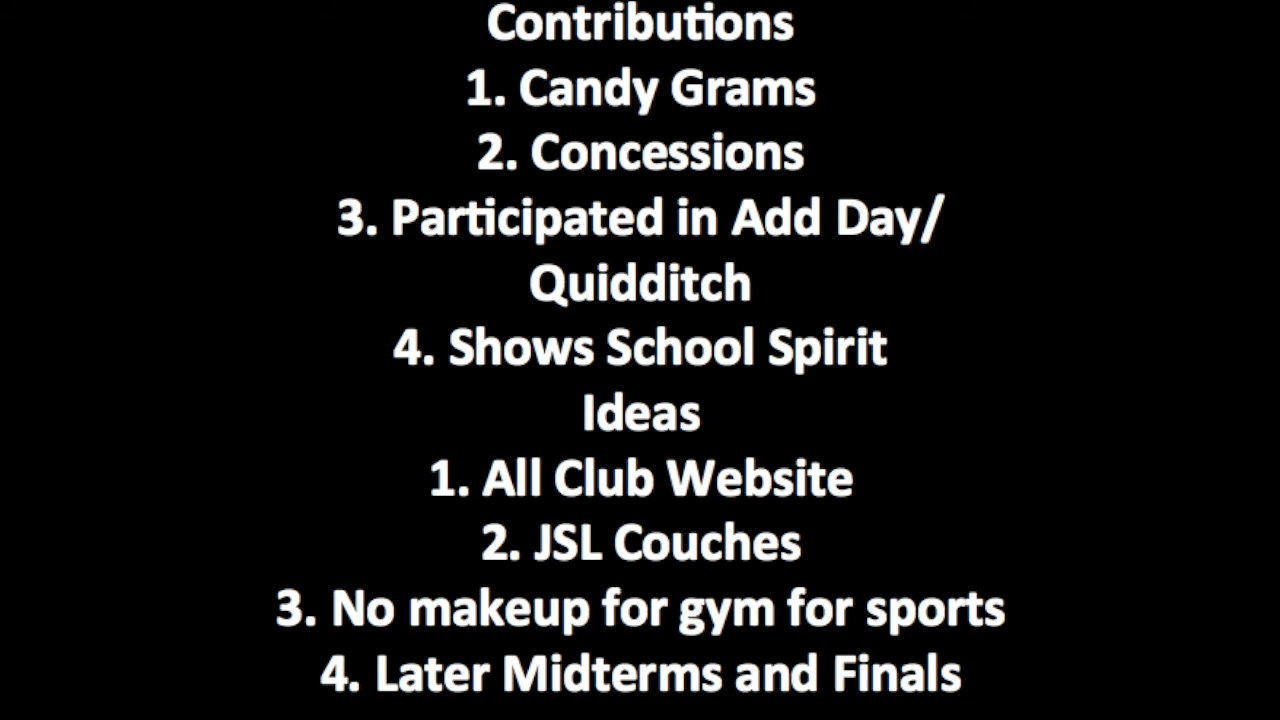 Contributions
1. Candy Grams
2. Concessions
3. Participated in Add Day/
Quidditch
4. Shows School Spirit
Ideas
1. All Club Website
2. JSL Couches
3. No makeup for gym for sports
4. Later Midterms and Finals